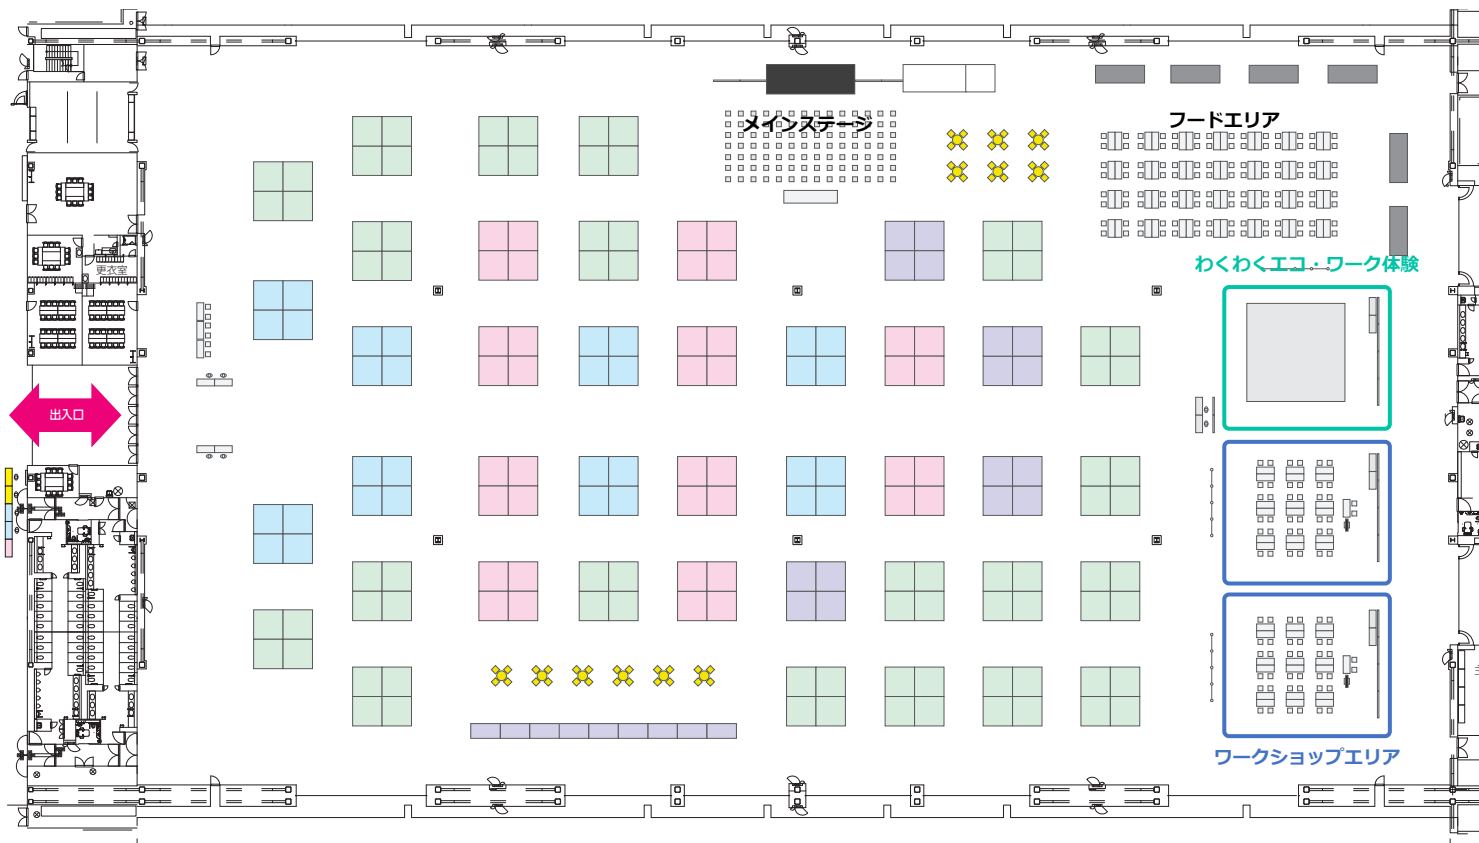 メインステージ
フードエリア
わくわくエコ・ワーク体験
更衣室
出入口
ワークショップエリア